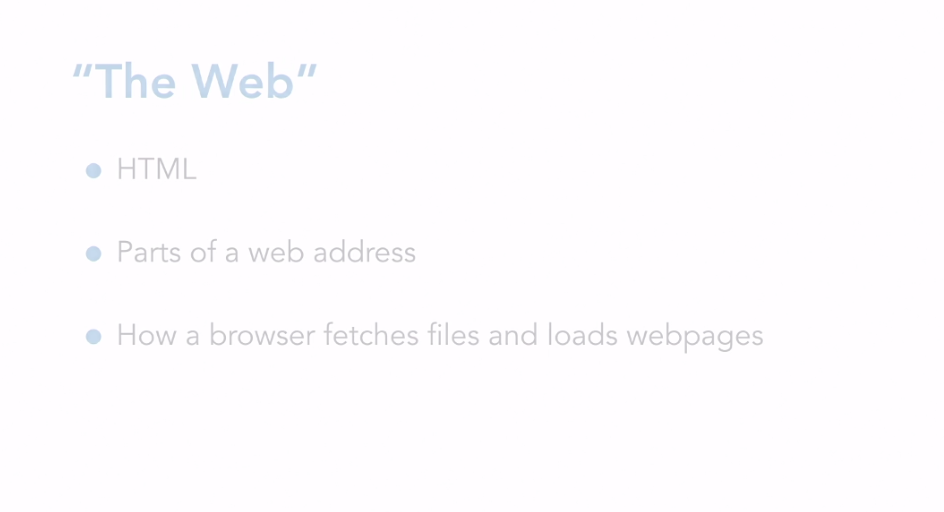 “The Web”
HTML
Parts of a web address
How a browser fetches files and loads webpages